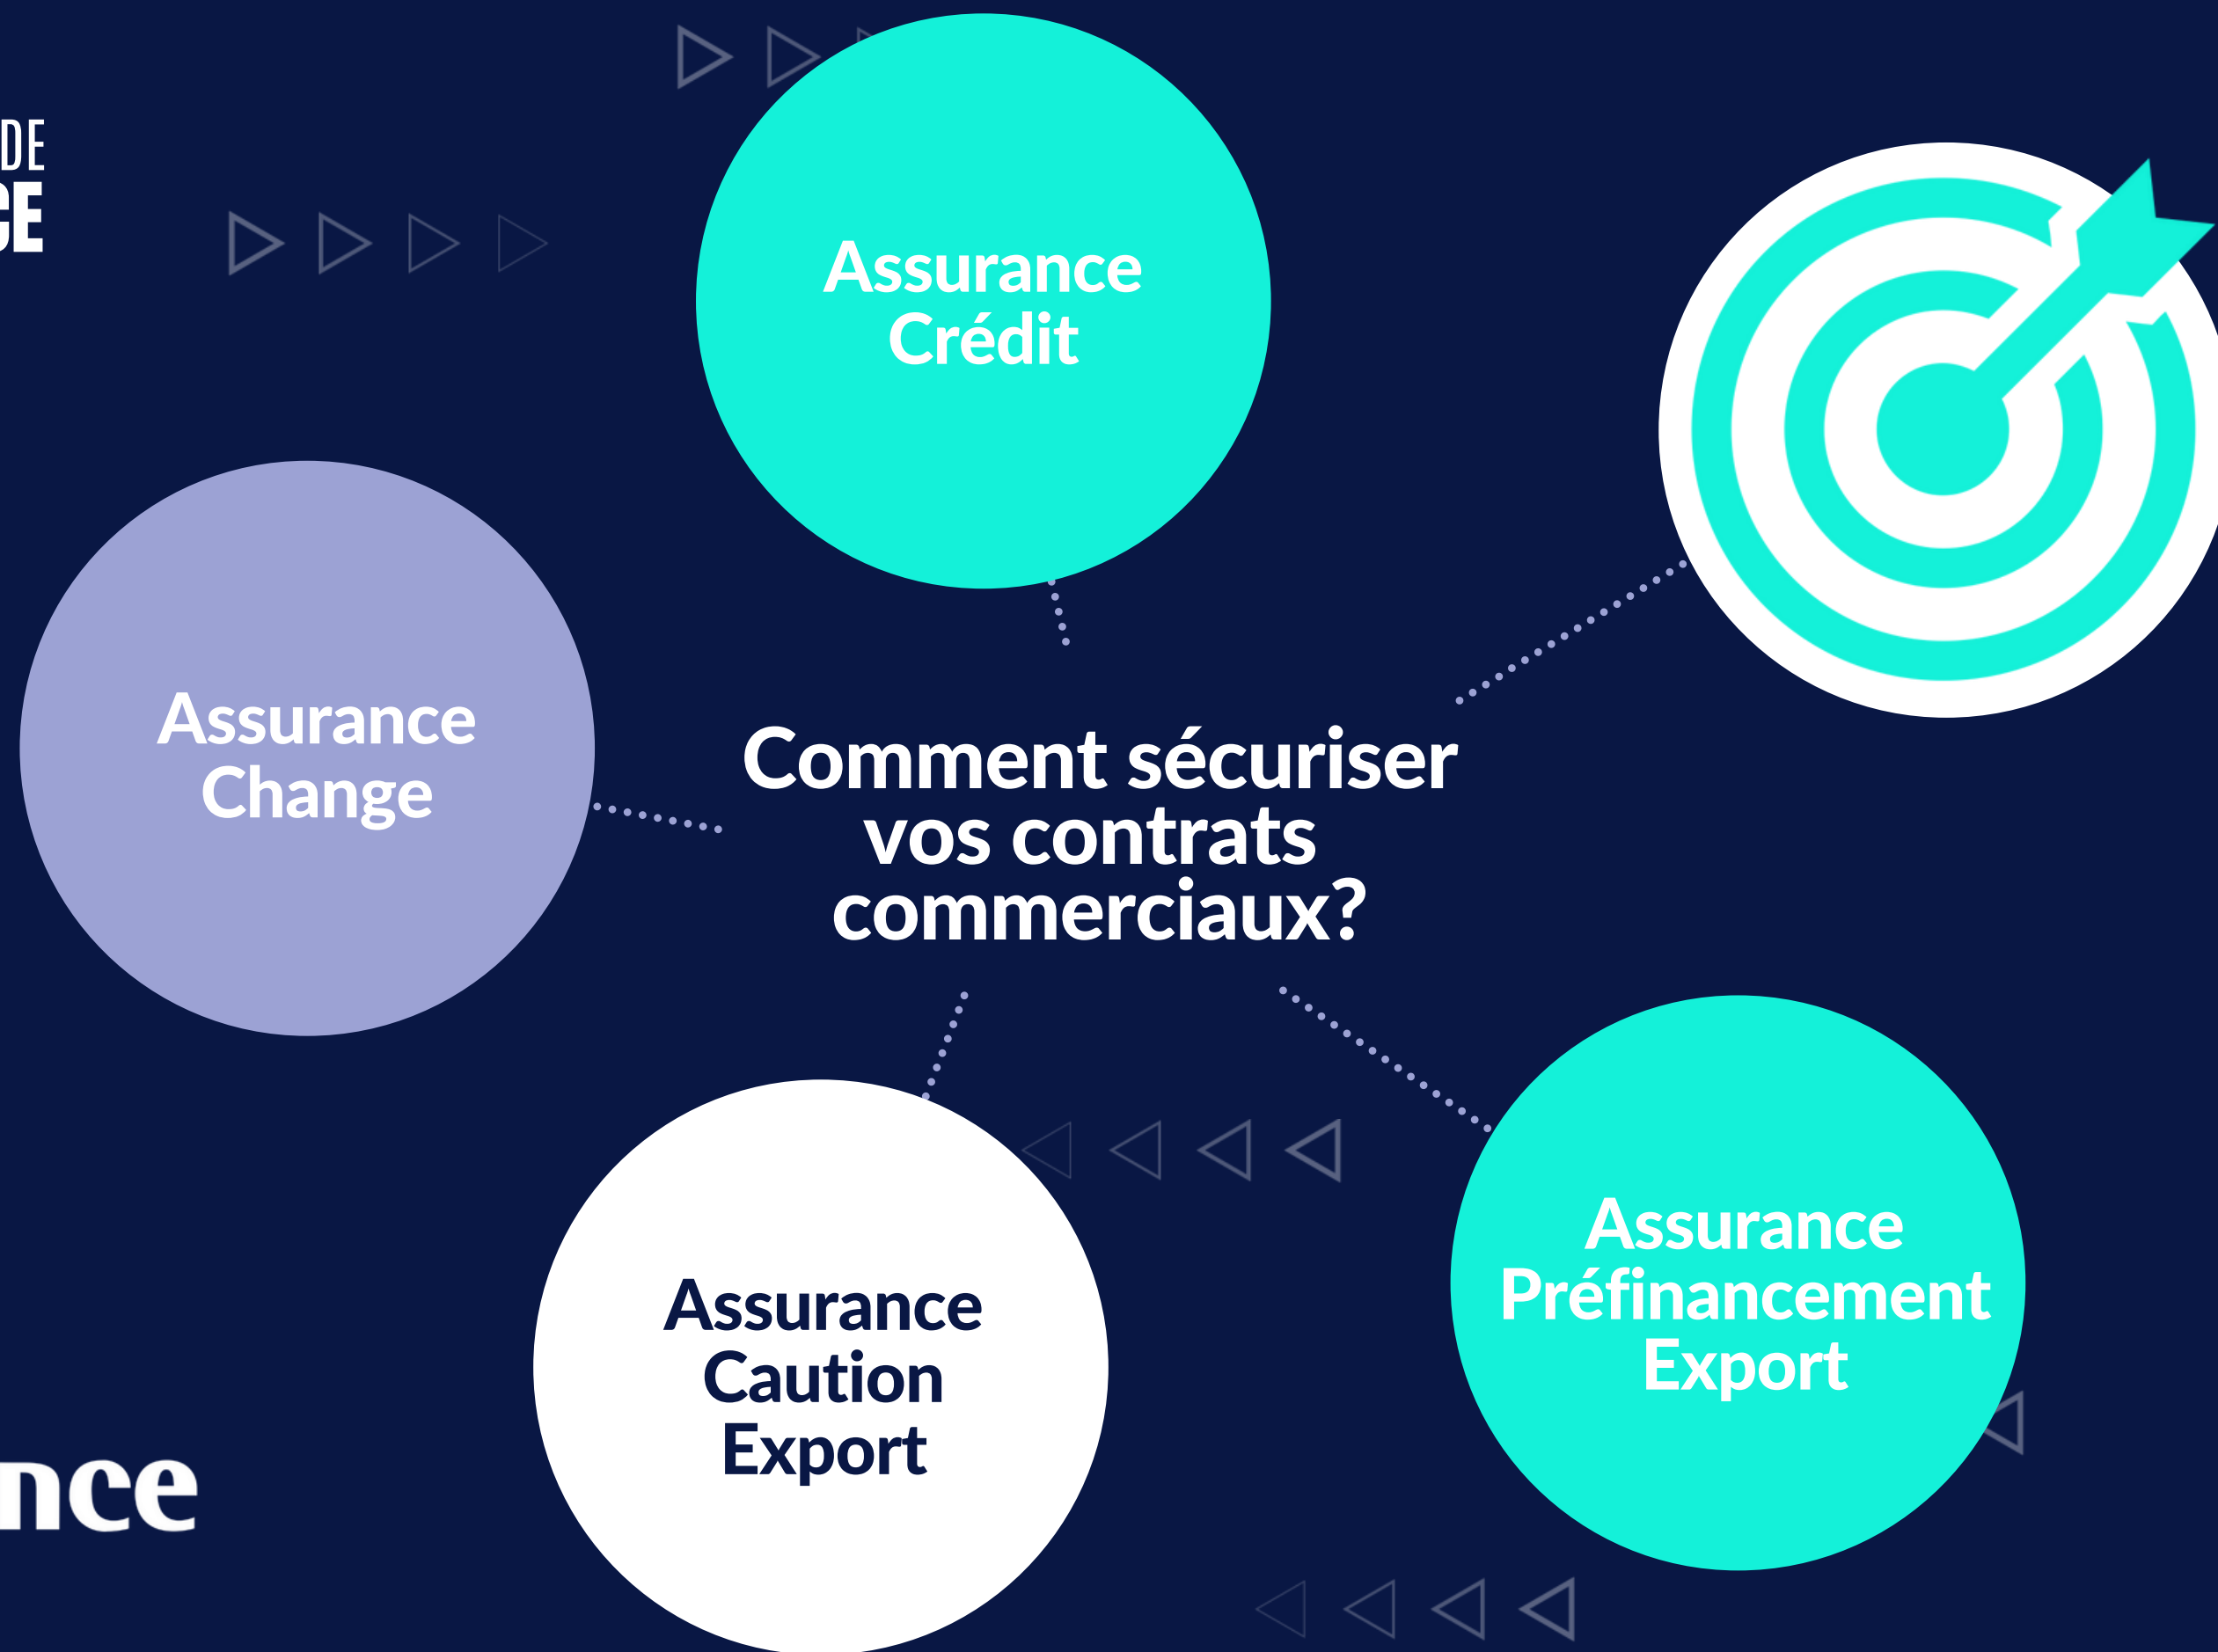 DE
CE
Assurance
Crédit
Assurance
Change
Comment sécuriser
vos contrats
commerciaux?
Assurance
Préfinancement
Export
Assurance
Caution
Export
nce